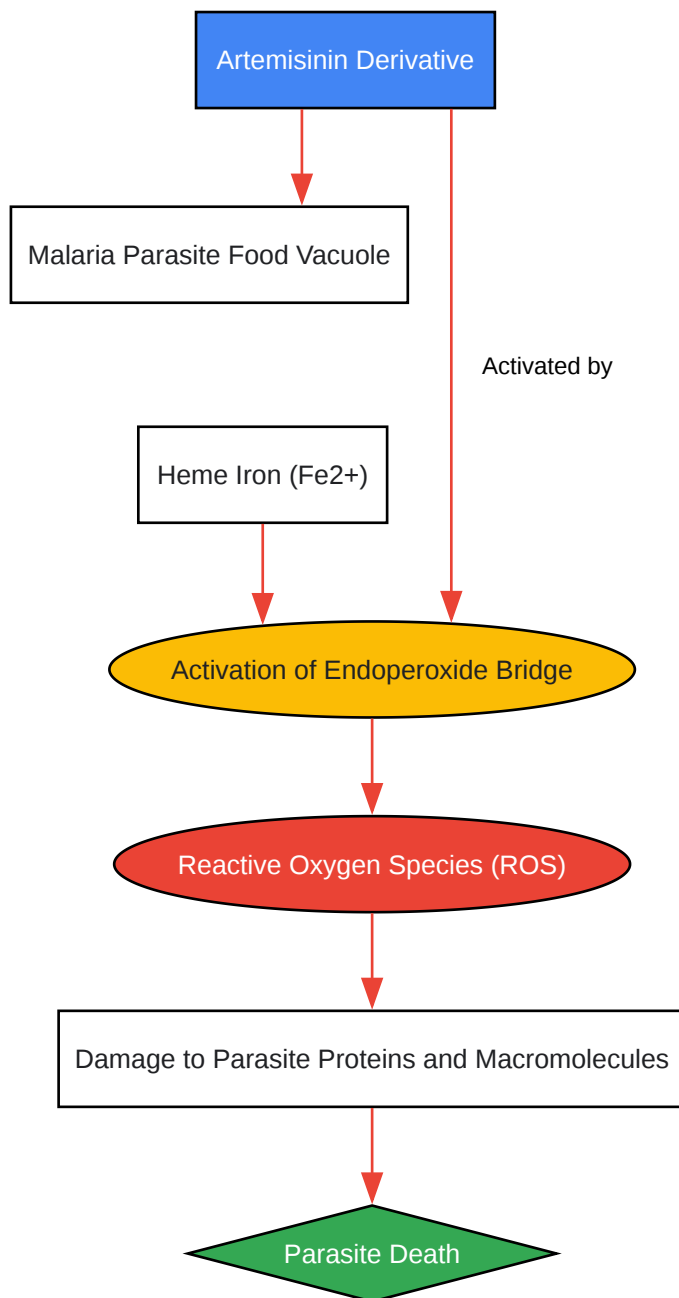 Artemisinin Derivative
Malaria Parasite Food Vacuole
Activated by
Heme Iron (Fe2+)
Activation of Endoperoxide Bridge
Reactive Oxygen Species (ROS)
Damage to Parasite Proteins and Macromolecules
Parasite Death